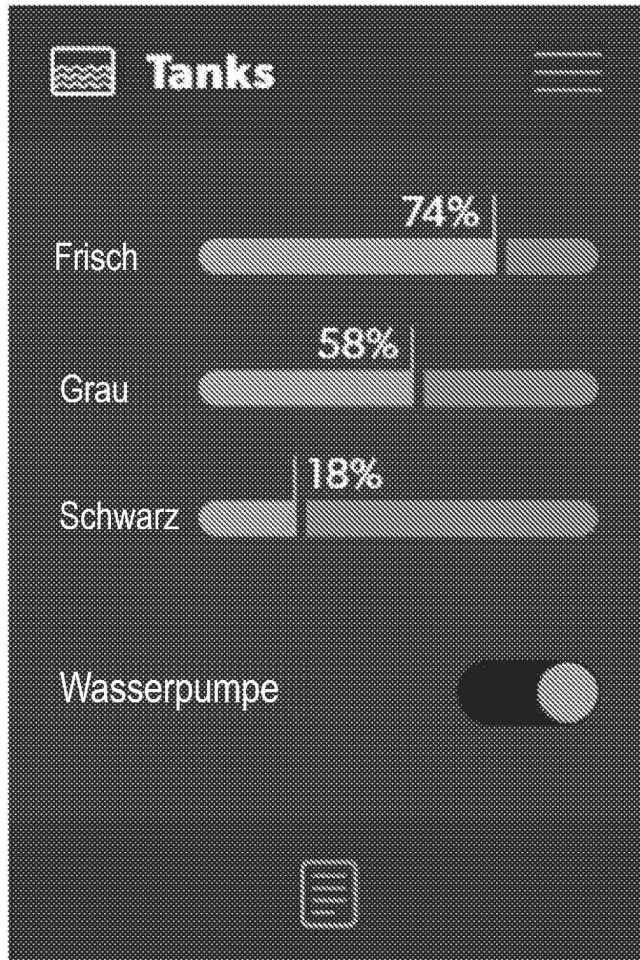 Tanks
74%
Frisch
58%
Grau
18%
Schwarz
Wasserpumpe